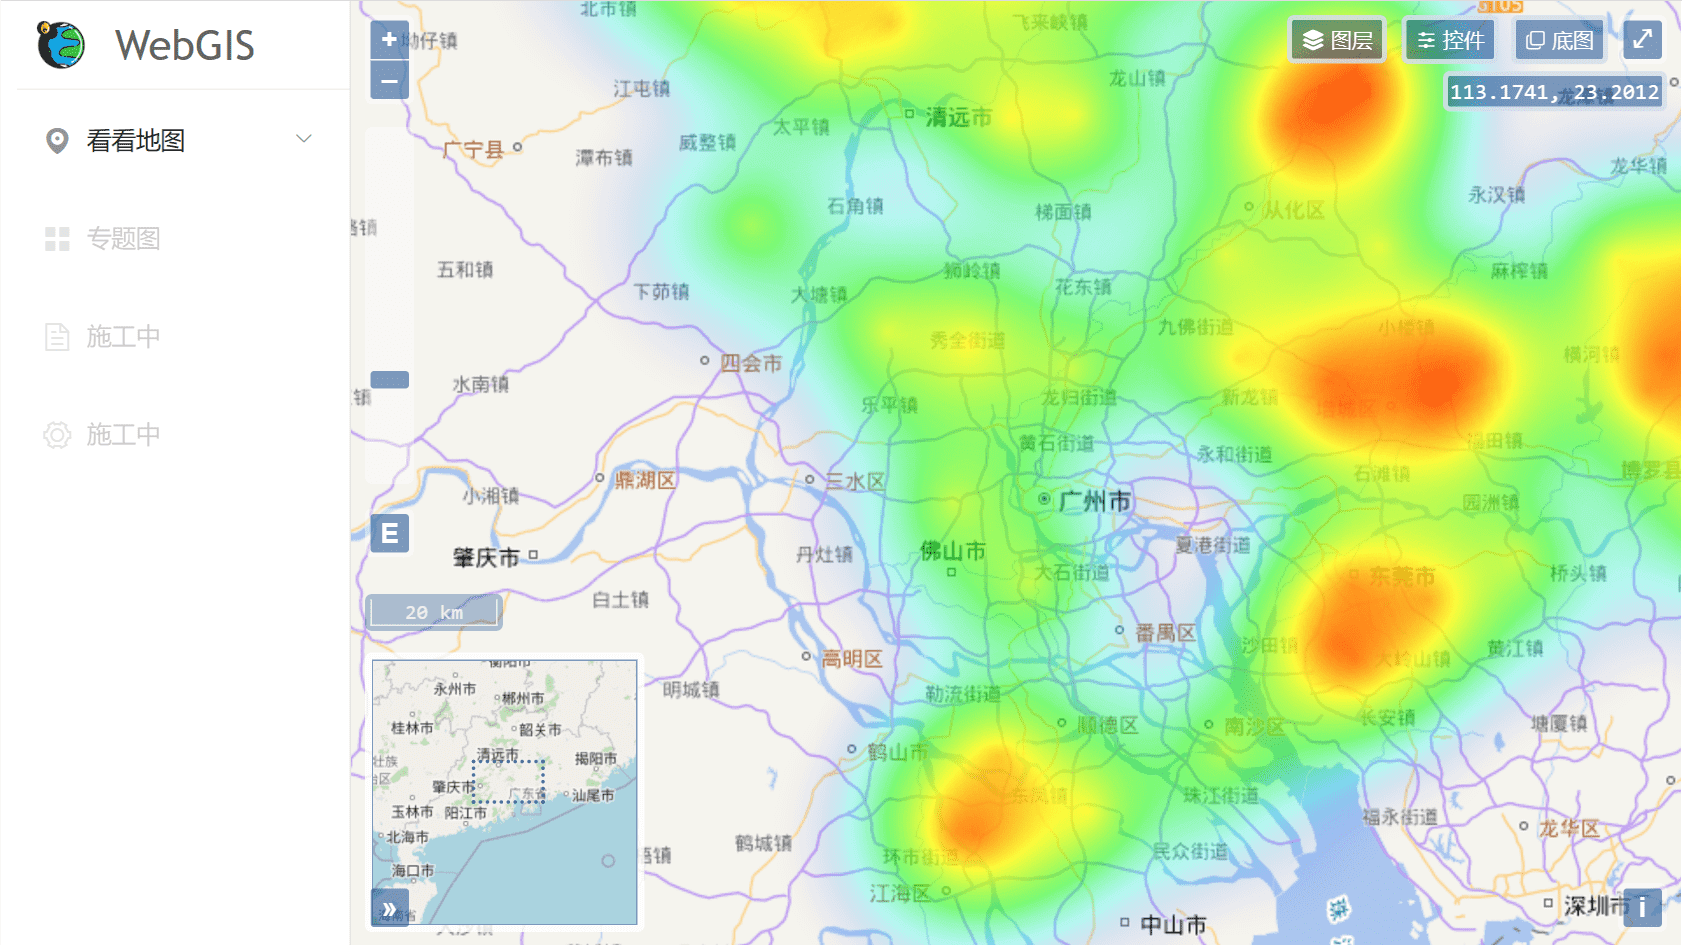 WebGIS
看看地图
专题图
施工中
施工中
+
−
E
20 km
»
i
图层
控件
底图
113.1741, 23.2012
北市镇
飞来峡镇
坳仔镇
江屯镇
龙山镇
清远市
太平镇
威整镇
广宁县
潭布镇
龙华镇
永汉镇
石角镇
梯面镇
从化区
五和镇
狮岭镇
麻榨镇
下茆镇
大塘镇
花东镇
九佛街道
小楼镇
秀全街道
横河镇
四会市
水南镇
乐平镇
龙归街道
新龙镇
增城区
黄石街道
福田镇
永和街道
石滩镇
博罗县
鼎湖区
三水区
小湘镇
广州市
园洲镇
肇庆市
丹灶镇
佛山市
夏港街道
大石街道
东莞市
桥头镇
白土镇
番禺区
沙田镇
大岭山镇
黄江镇
高明区
明城镇
勒流街道
顺德区
南沙区
长安镇
塘厦镇
鹤山市
东凤镇
珠江街道
福永街道
龙华区
鹤城镇
环市街道
民众街道
江海区
中山市
深圳市
珠
衡阳市
永州市
郴州市
桂林市
韶关市
清远市
揭阳市
肇庆市
广东省
汕尾市
玉林市
阳江市
北海市
海口市